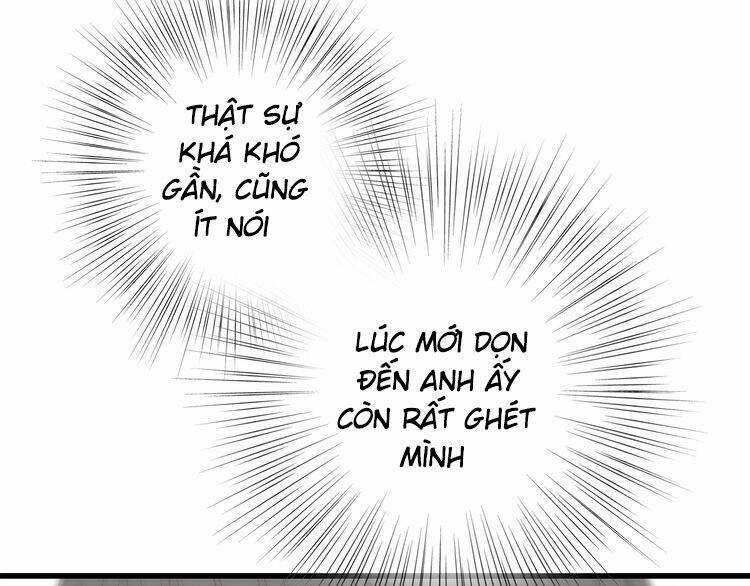 THẬT SỰ
KHÁ KHÓ
GẦN, CŨNG
ÍT NÓI
LÚC MỚI DỌN
ĐẾN ANH ẤY
CÒN RẤT GHÉT
MÌNH